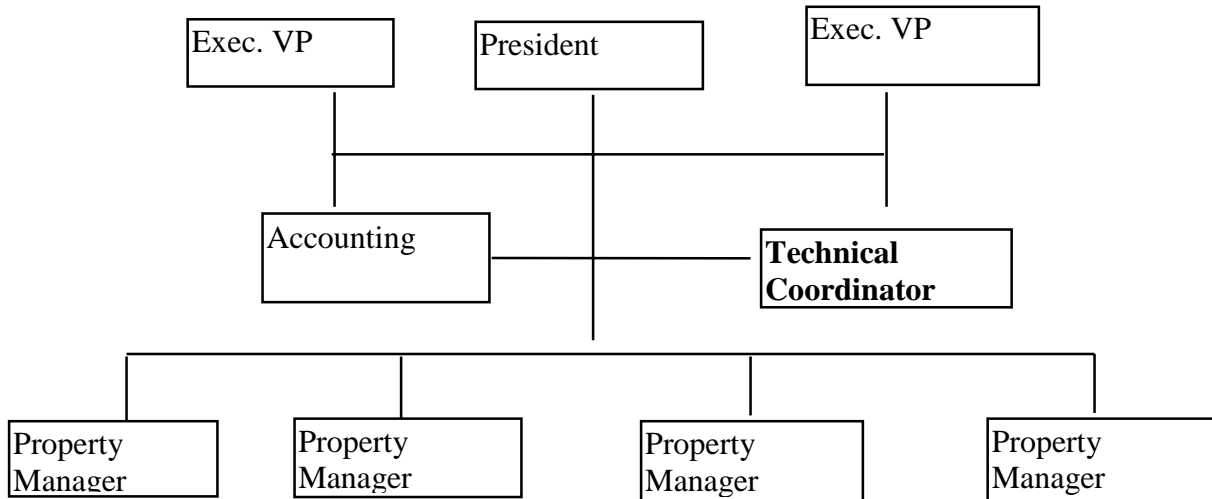 Exec. VP
President
Exec. VP
Accounting
Technical
Coordinator
Property
Manager
Property
Manager
Property
Manager
Property
Manager